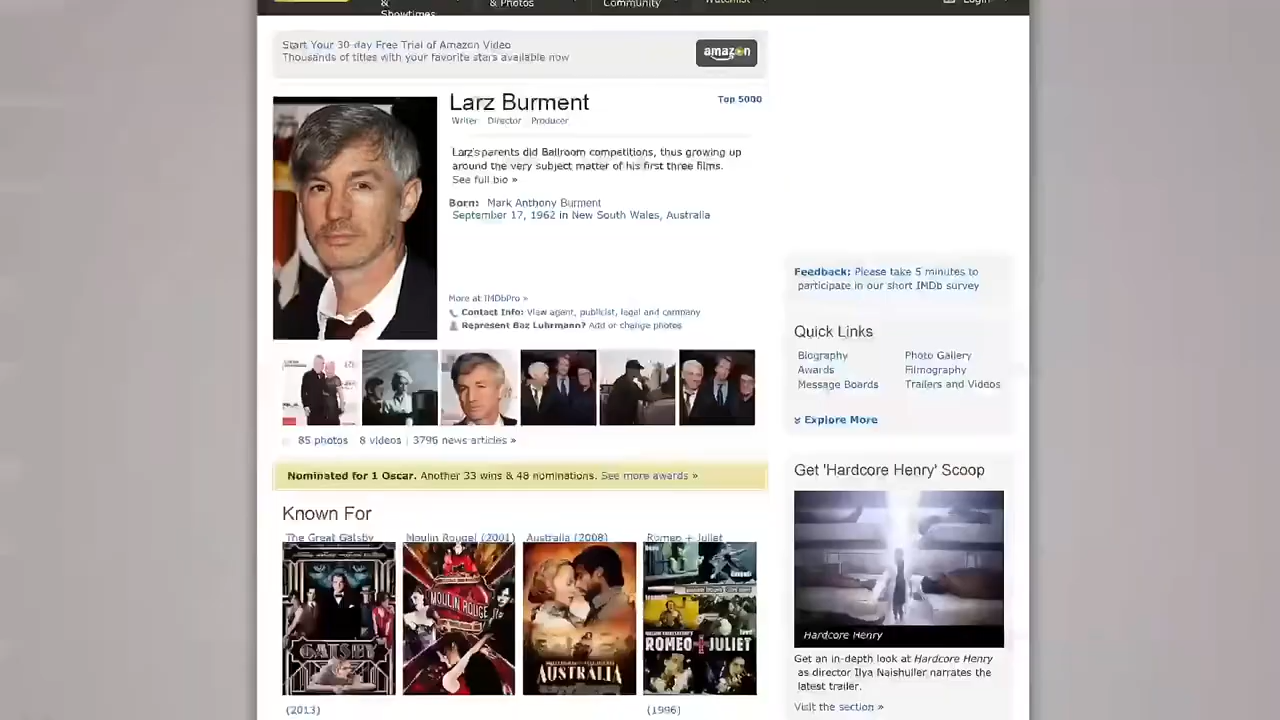 & Showtimes
& Photos
Community
Watchlist
Login
Start Your 30-day Free Trial of Amazon Video
Thousands of titles with your favorite stars available now
amazon
Larz Burment
Top 5000
Writer Director Producer
Larz's parents did Ballroom competitions, thus growing up
around the very subject matter of his first three films.
See full bio »
Born: Mark Anthony Burment
September 17, 1962 in New South Wales, Australia
More at IMDbPro »
Contact Info: View agent, publicist, legal and company
Represent Baz Luhrmann? Add or change photos
85 photos | 8 videos | 3796 news articles »
Nominated for 1 Oscar. Another 33 wins & 48 nominations. See more awards »
Known For
The Great Gatsby
Moulin Rouge! (2001)
Australia (2008)
Romeo + Juliet
GATSBY
MOULIN ROUGE
AUSTRALIA
ROMEO + JULIET
(2013)
(1996)
Feedback: Please take 5 minutes to
participate in our short IMDb survey
Quick Links
Biography
Photo Gallery
Awards
Filmography
Message Boards
Trailers and Videos
Explore More
Get 'Hardcore Henry' Scoop
Hardcore Henry
Get an in-depth look at Hardcore Henry
as director Ilya Naishuller narrates the
latest trailer.
Visit the section »